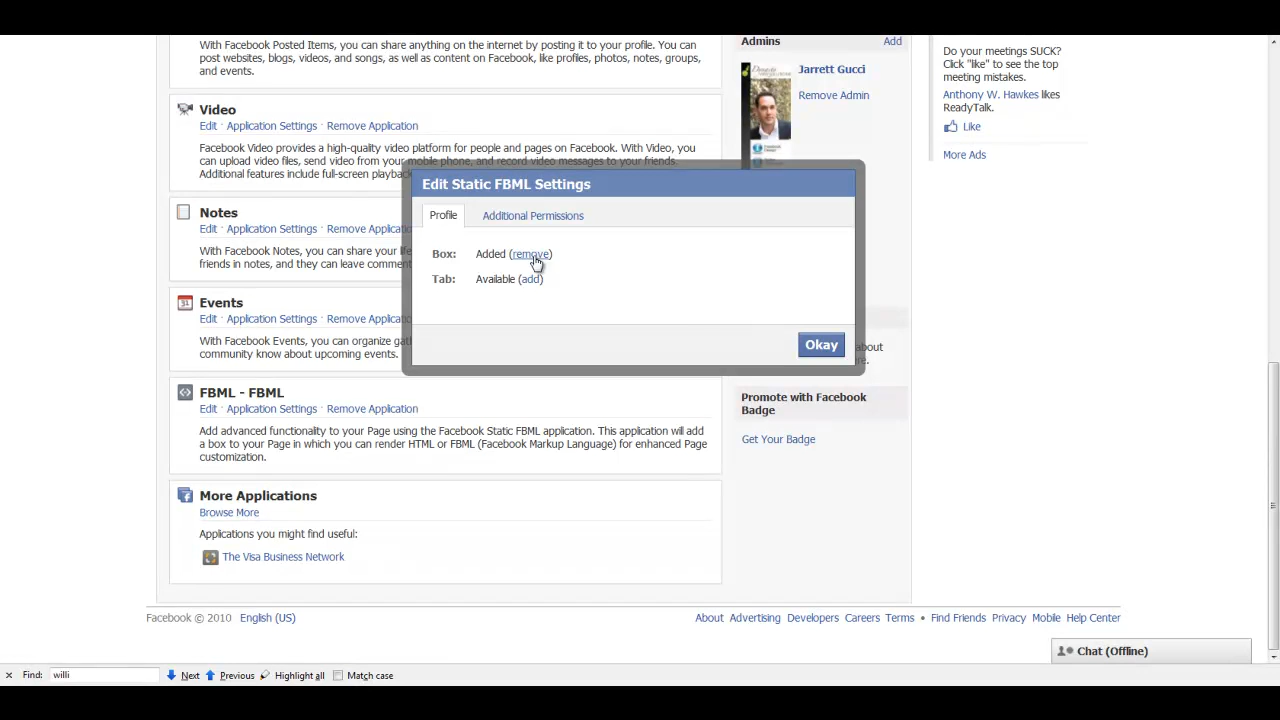 With Facebook Posted Items, you can share anything on the internet by posting it to your profile. You can
post websites, blogs, videos, and songs, as well as content on Facebook, like profiles, photos, notes, groups,
and events.
Video
Edit · Application Settings · Remove Application
Facebook Video provides a high-quality video platform for people and pages on Facebook. With Video, you
can upload video files, send video from your mobile phone, and record video messages to your friends.
Additional features include full-screen playback
Notes
Edit · Application Settings · Remove
With Facebook Notes, you can share your life
friends in notes, and they can leave comment
Events
Edit · Application Settings · Remove Applicatio
With Facebook Events, you can organize gat
community know about upcoming events.
FBML - FBML
Edit · Application Settings · Remove Application
Add advanced functionality to your Page using the Facebook Static FBML application. This application will add
a box to your Page in which you can render HTML or FBML (Facebook Markup Language) for enhanced Page
customization.
More Applications
Browse More
Applications you might find useful:
The Visa Business Network
Edit Static FBML Settings
Profile
Additional Permissions
Box: Added (remove)
Tab: Available (add)
Okay
Admins
Add
Jarrett Gucci
Remove Admin
about
Promote with Facebook
Badge
Get Your Badge
Do your meetings SUCK?
Click "like" to see the top
meeting mistakes.
Anthony W. Hawkes likes
ReadyTalk.
Like
More Ads
Facebook © 2010 English (US)
About Advertising Developers Careers Terms • Find Friends Privacy Mobile Help Center
Chat (Offline)
× Find: willi Next Previous Highlight all Match case